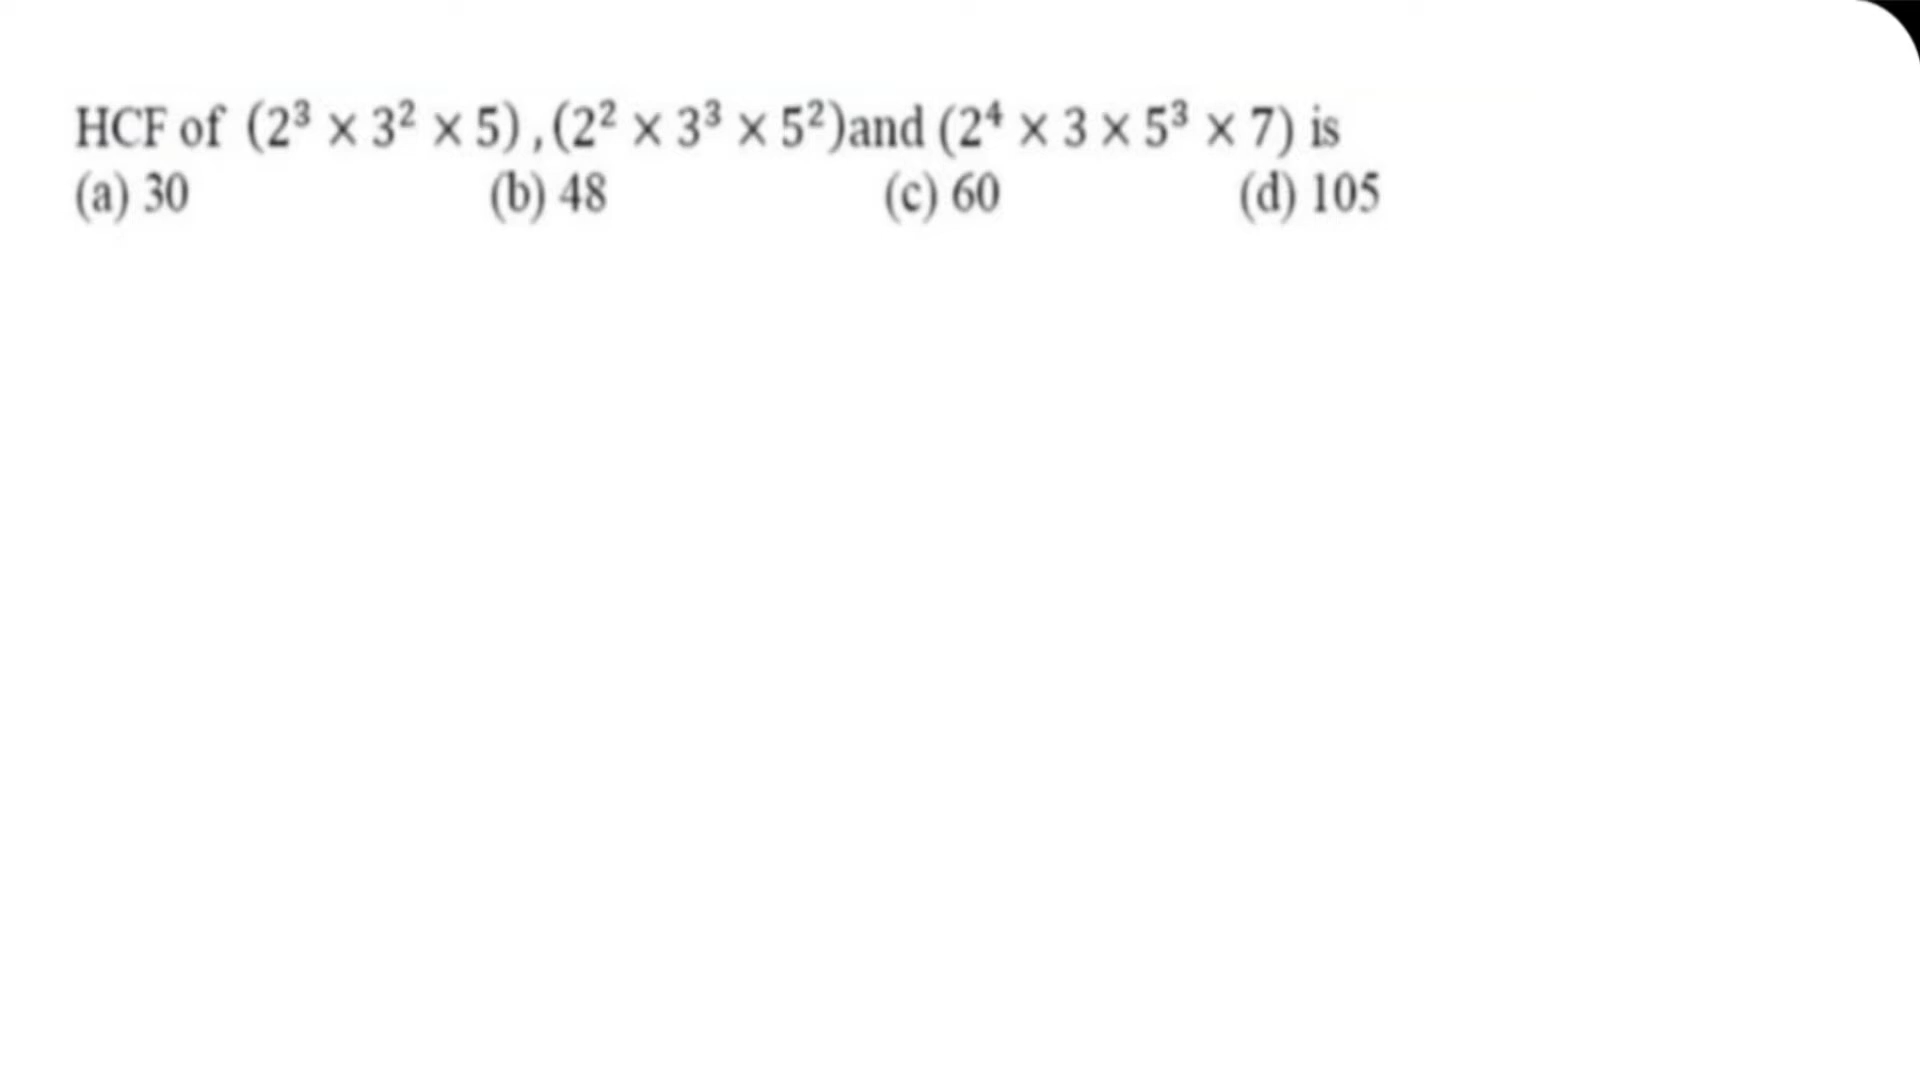 HCF of (2³ × 3² × 5) , (2² × 3³ × 5²)and (2⁴ × 3 × 5³ × 7) is
(a) 30 (b) 48 (c) 60 (d) 105